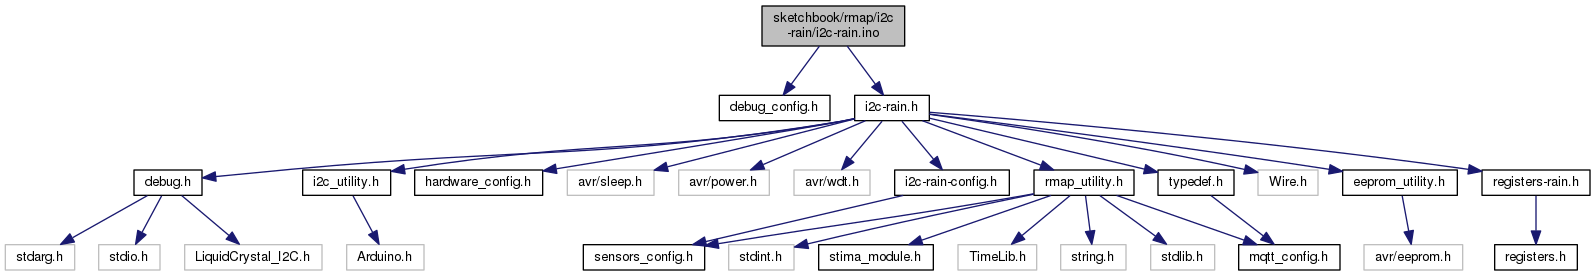 sketchbook/rmap/i2c
-rain/i2c-rain.ino
debug_config.h
i2c-rain.h
debug.h
i2c_utility.h
hardware_config.h
avr/sleep.h
avr/power.h
avr/wdt.h
i2c-rain-config.h
rmap_utility.h
typedef.h
Wire.h
eeprom_utility.h
registers-rain.h
stdarg.h
stdio.h
LiquidCrystal_I2C.h
Arduino.h
sensors_config.h
stdint.h
stima_module.h
TimeLib.h
string.h
stdlib.h
mqtt_config.h
avr/eeprom.h
registers.h